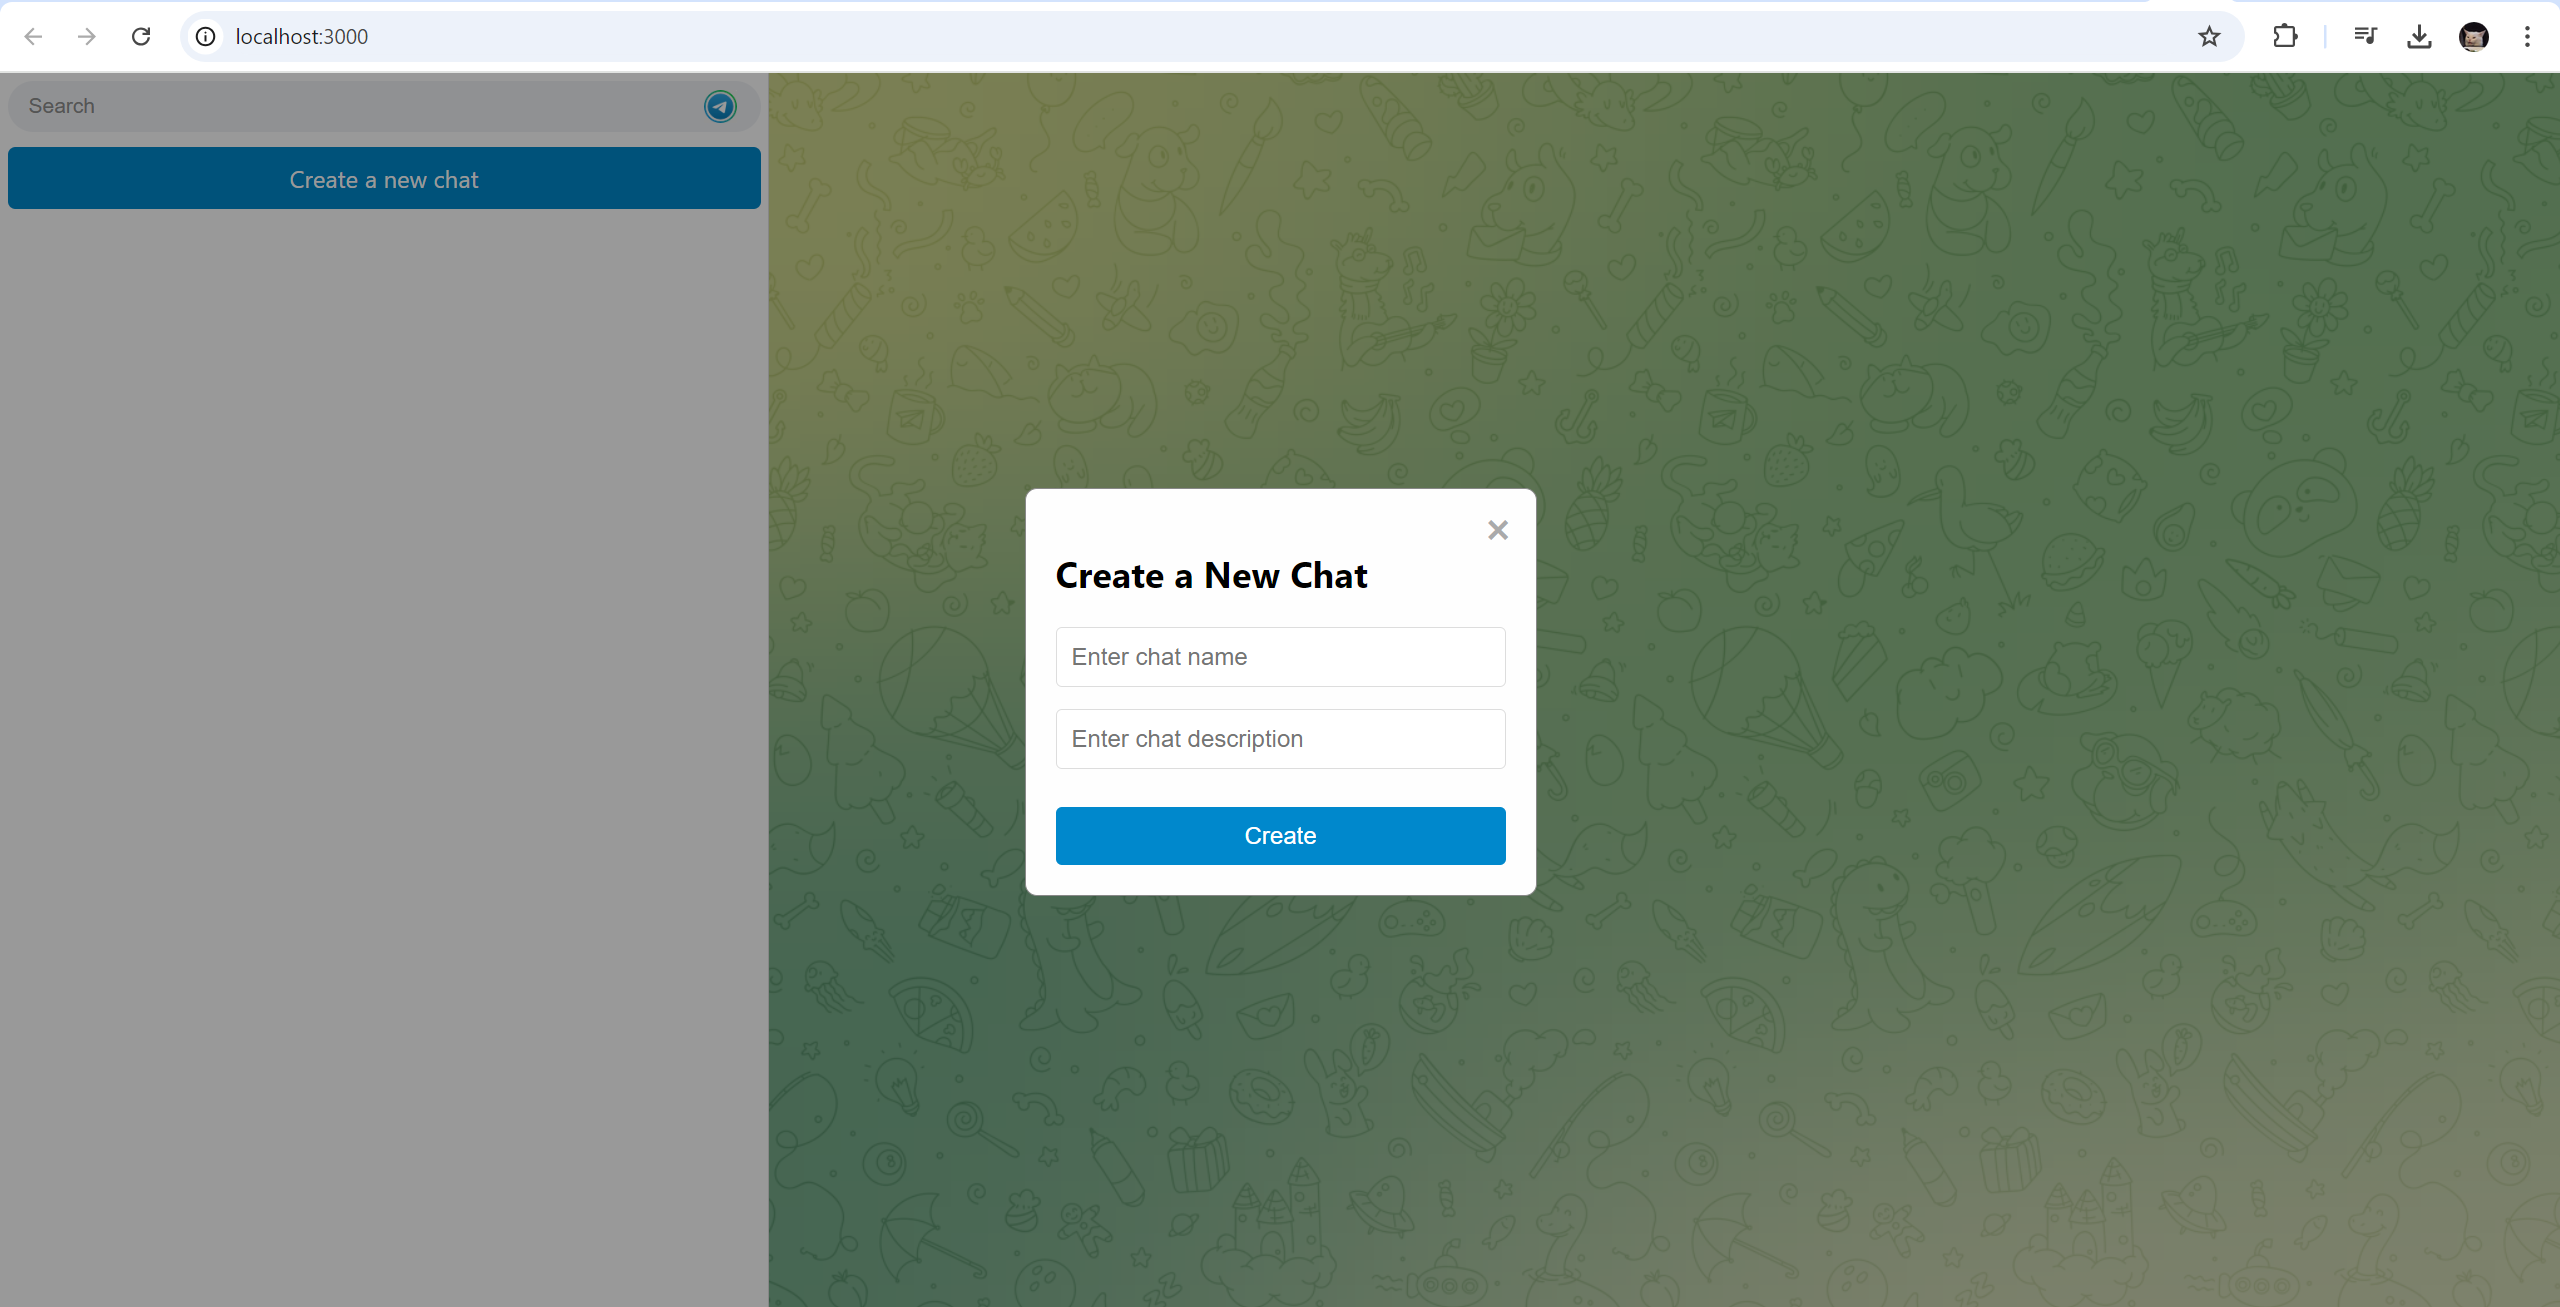 localhost:3000
Search
Create a new chat
Create a New Chat
Enter chat name
Enter chat description
Create